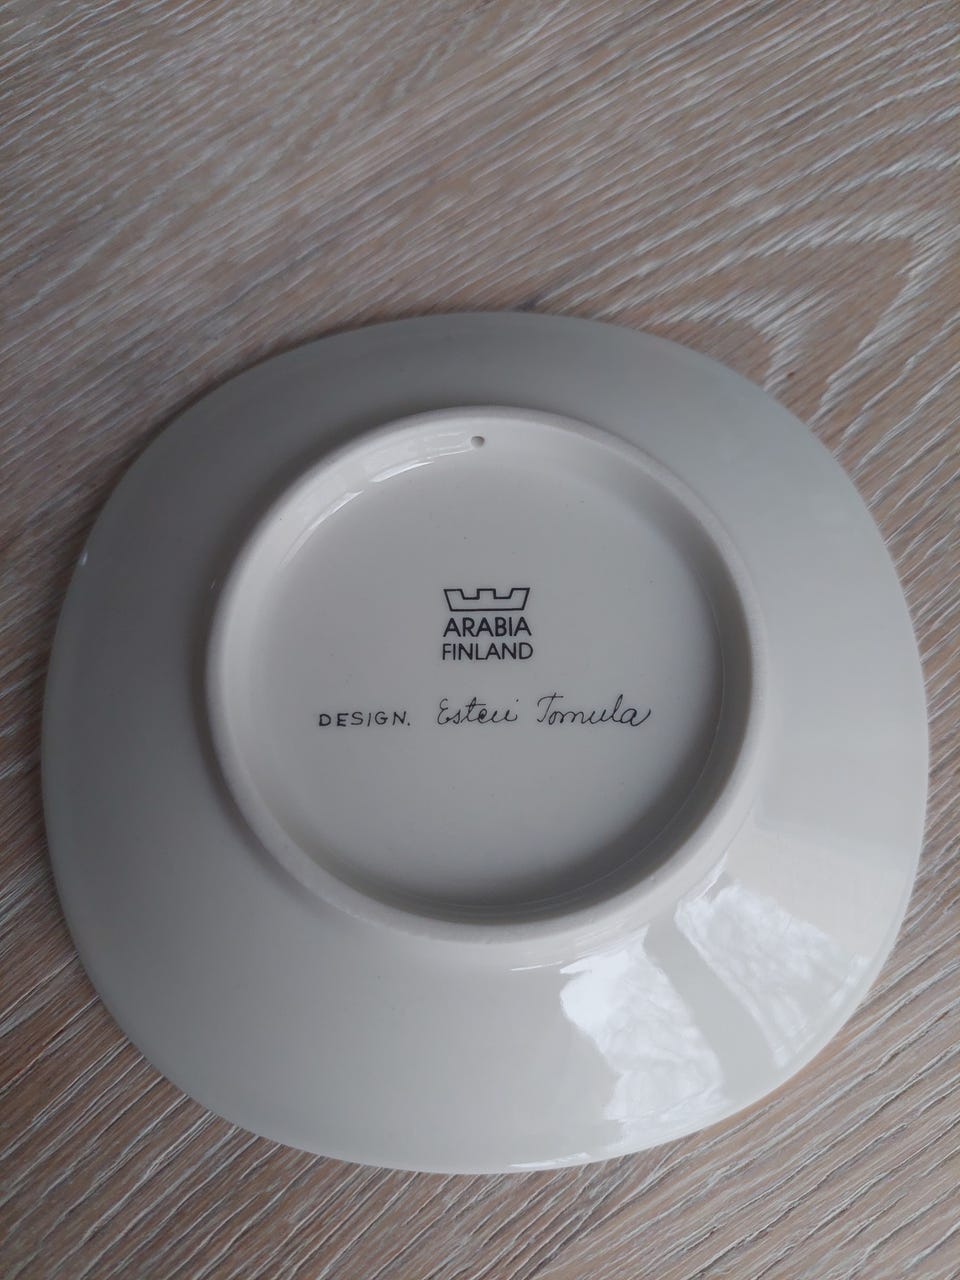 ARABIA
FINLAND
DESIGN. Esteri Tomula